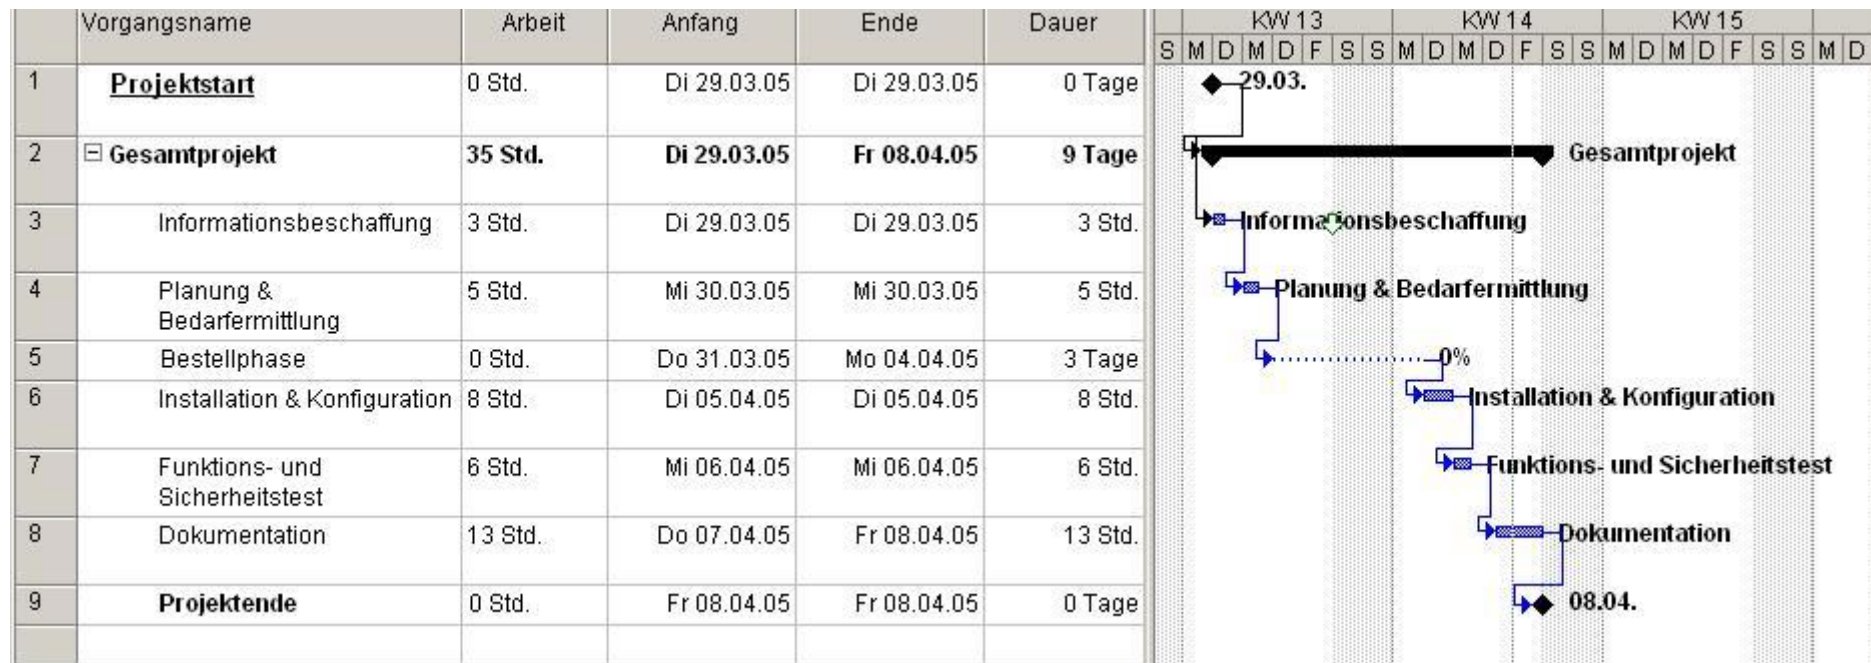 Vorgangsname Arbeit Anfang Ende Dauer KW 13 KW 14 KW 15
S M D M D F S S M D M D F S S M D M D F S S M D
1 Projektstart 0 Std. Di 29.03.05 Di 29.03.05 0 Tage 29.03.
2 Gesamtprojekt 35 Std. Di 29.03.05 Fr 08.04.05 9 Tage Gesamtprojekt
3 Informationsbeschaffung 3 Std. Di 29.03.05 Di 29.03.05 3 Std. Informationsbeschaffung
4 Planung & 5 Std. Mi 30.03.05 Mi 30.03.05 5 Std. Planung & Bedarfermittlung
Bedarfermittlung
5 Bestellphase 0 Std. Do 31.03.05 Mo 04.04.05 3 Tage 0%
6 Installation & Konfiguration 8 Std. Di 05.04.05 Di 05.04.05 8 Std. Installation & Konfiguration
7 Funktions- und 6 Std. Mi 06.04.05 Mi 06.04.05 6 Std. Funktions- und Sicherheitstest
Sicherheitstest
8 Dokumentation 13 Std. Do 07.04.05 Fr 08.04.05 13 Std. Dokumentation
9 Projektende 0 Std. Fr 08.04.05 Fr 08.04.05 0 Tage 08.04.